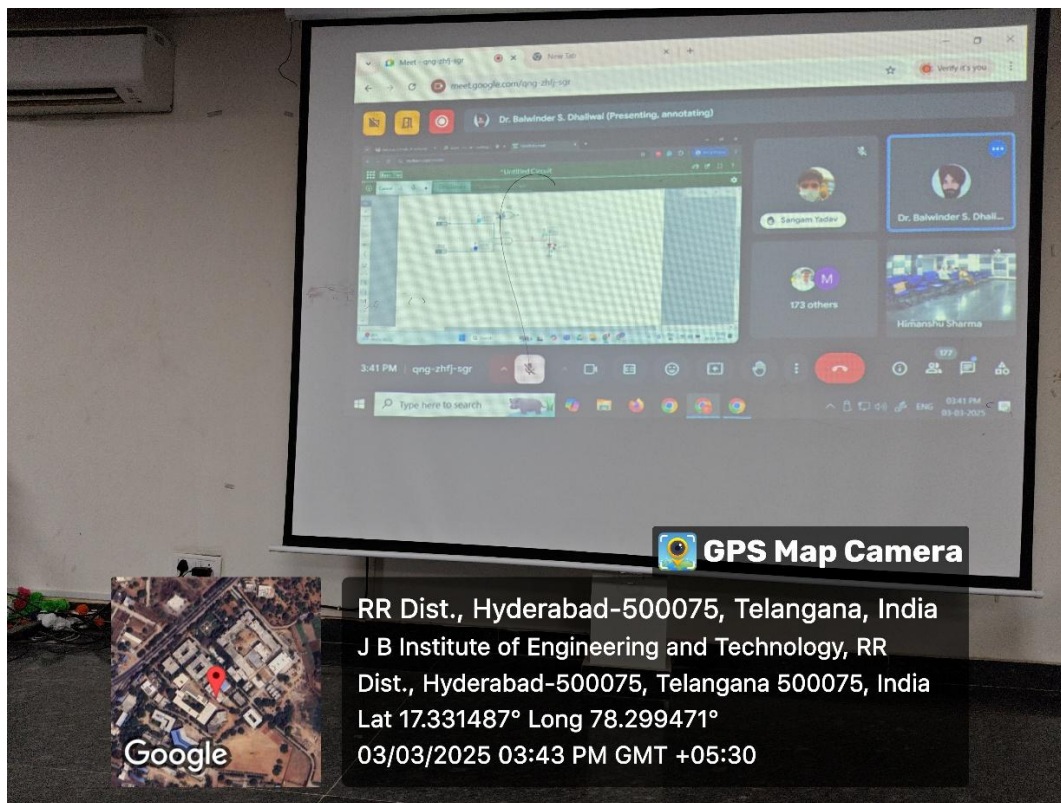 Meet - qng-zhfj-sgr
New Tab
meet.google.com/qng-zhfj-sgr
Verify it's you
Dr. Balwinder S. Dhaliwal (Presenting, annotating)
Untitled Circuit
Sangam Yadav
Dr. Balwinder S. Dhali...
M
173 others
Himanshu Sharma
3:41 PM | qng-zhfj-sgr
177
Type here to search
ENG
03:41 PM
03-03-2025
GPS Map Camera
RR Dist., Hyderabad-500075, Telangana, India
J B Institute of Engineering and Technology, RR
Dist., Hyderabad-500075, Telangana 500075, India
Lat 17.331487° Long 78.299471°
03/03/2025 03:43 PM GMT +05:30
Google